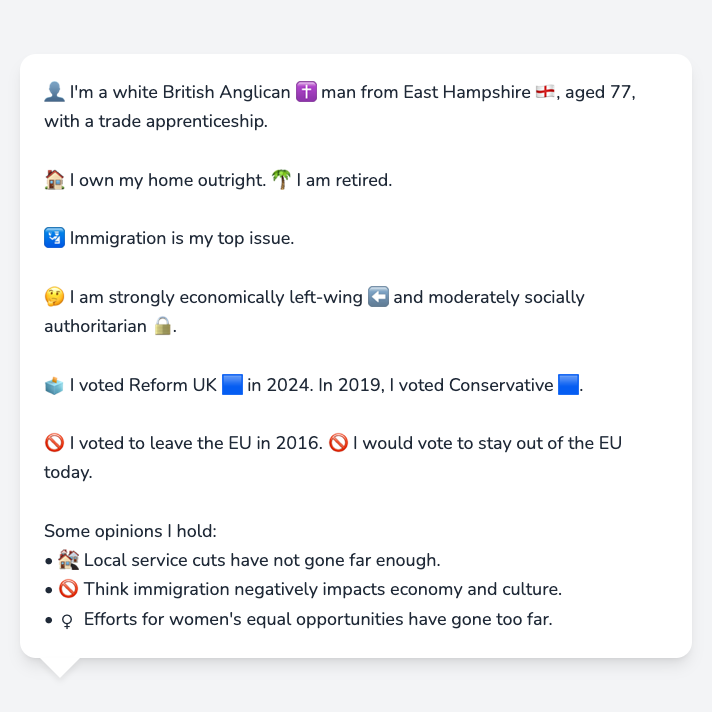 👤 I'm a white British Anglican ✝️ man from East Hampshire 🏴󠁧󠁢󠁥󠁮󠁧󠁿, aged 77,
with a trade apprenticeship.
🏠 I own my home outright. 🌴 I am retired.
🛂 Immigration is my top issue.
🤔 I am strongly economically left-wing ⬅️ and moderately socially
authoritarian 🔒.
🗳️ I voted Reform UK 🟦 in 2024. In 2019, I voted Conservative 🟦.
🚫 I voted to leave the EU in 2016. 🚫 I would vote to stay out of the EU
today.
Some opinions I hold:
• 🏚️ Local service cuts have not gone far enough.
• 🚫 Think immigration negatively impacts economy and culture.
• ♀ Efforts for women's equal opportunities have gone too far.